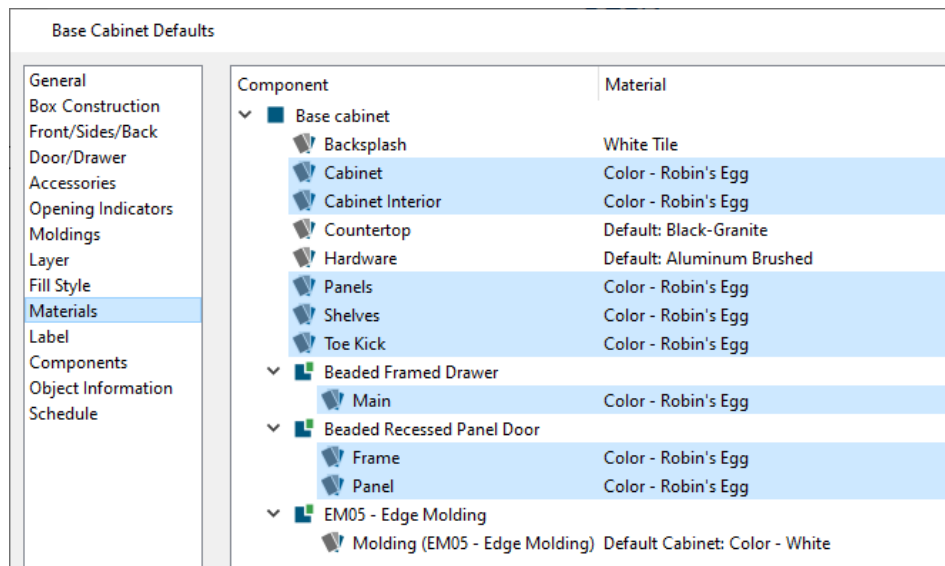 Base Cabinet Defaults
General
Box Construction
Front/Sides/Back
Door/Drawer
Accessories
Opening Indicators
Moldings
Layer
Fill Style
Materials
Label
Components
Object Information
Schedule
Component Material
Base cabinet
Backsplash White Tile
Cabinet Color - Robin's Egg
Cabinet Interior Color - Robin's Egg
Countertop Default: Black-Granite
Hardware Default: Aluminum Brushed
Panels Color - Robin's Egg
Shelves Color - Robin's Egg
Toe Kick Color - Robin's Egg
Beaded Framed Drawer
Main Color - Robin's Egg
Beaded Recessed Panel Door
Frame Color - Robin's Egg
Panel Color - Robin's Egg
EM05 - Edge Molding
Molding (EM05 - Edge Molding) Default Cabinet: Color - White